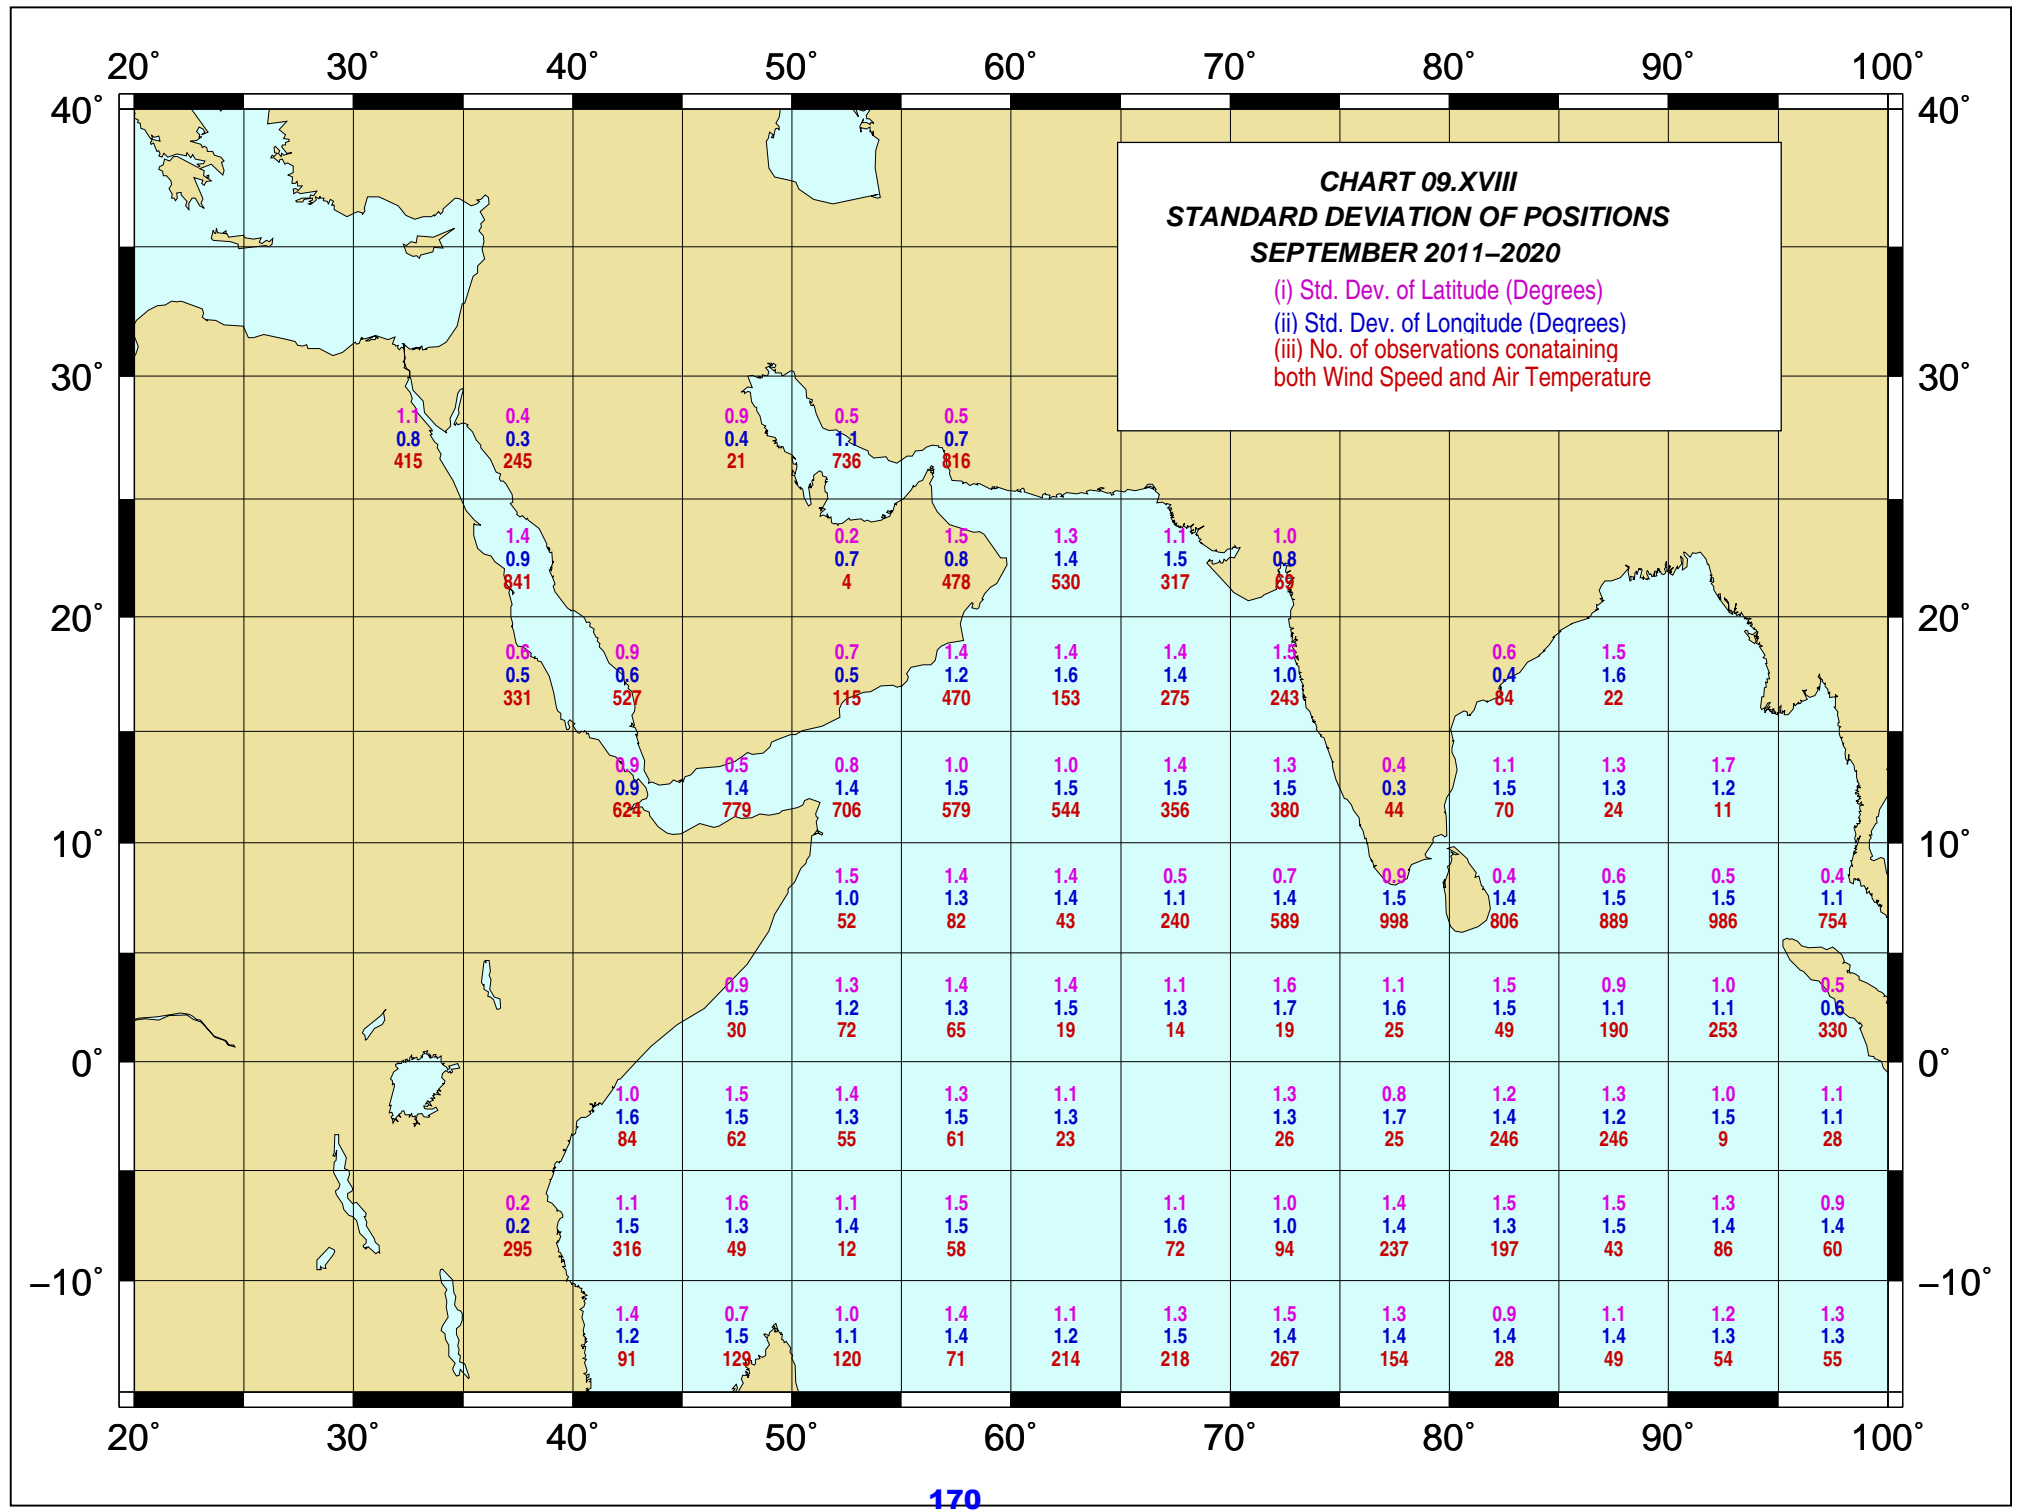 20° 30° 40° 50° 60° 70° 80° 90° 100°
40° 40°
CHART 09.XVIII
STANDARD DEVIATION OF POSITIONS
SEPTEMBER 2011–2020
(i) Std. Dev. of Latitude (Degrees)
(ii) Std. Dev. of Longitude (Degrees)
(iii) No. of observations conataining
both Wind Speed and Air Temperature
30° 30°
1.1 0.4 0.9 0.5 0.5
0.8 0.3 0.4 1.1 0.7
415 245 21 736 816
1.4 0.2 1.5 1.3 1.1 1.0
0.9 0.7 0.8 1.4 1.5 0.8
841 4 478 530 317 69
20° 20°
0.6 0.9 0.7 1.4 1.4 1.4 1.5 0.6 1.5
0.5 0.6 0.5 1.2 1.6 1.4 1.0 0.4 1.6
331 527 115 470 153 275 243 84 22
0.9 0.5 0.8 1.0 1.0 1.4 1.3 0.4 1.1 1.3 1.7
0.9 1.4 1.4 1.5 1.5 1.5 1.5 0.3 1.5 1.3 1.2
624 779 706 579 544 356 380 44 70 24 11
10° 10°
1.5 1.4 1.4 0.5 0.7 0.9 0.4 0.6 0.5 0.4
1.0 1.3 1.4 1.1 1.4 1.5 1.4 1.5 1.5 1.1
52 82 43 240 589 998 806 889 986 754
0.9 1.3 1.4 1.4 1.1 1.6 1.1 1.5 0.9 1.0 0.5
1.5 1.2 1.3 1.5 1.3 1.7 1.6 1.5 1.1 1.1 0.6
30 72 65 19 14 19 25 49 190 253 330
0° 0°
1.0 1.5 1.4 1.3 1.1 1.3 0.8 1.2 1.3 1.0 1.1
1.6 1.5 1.3 1.5 1.3 1.3 1.7 1.4 1.2 1.5 1.1
84 62 55 61 23 26 25 246 246 9 28
0.2 1.1 1.6 1.1 1.5 1.1 1.0 1.4 1.5 1.5 1.3 0.9
0.2 1.5 1.3 1.4 1.5 1.6 1.0 1.4 1.3 1.5 1.4 1.4
295 316 49 12 58 72 94 237 197 43 86 60
–10° –10°
1.4 0.7 1.0 1.4 1.1 1.3 1.5 1.3 0.9 1.1 1.2 1.3
1.2 1.5 1.1 1.4 1.2 1.5 1.4 1.4 1.4 1.4 1.3 1.3
91 129 120 71 214 218 267 154 28 49 54 55
20° 30° 40° 50° 60° 70° 80° 90° 100°
170